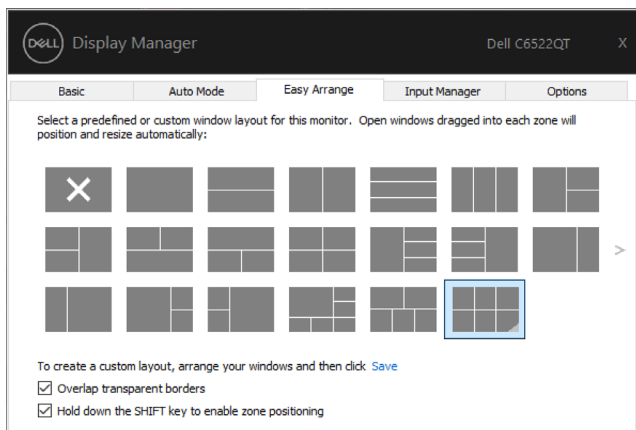 DELL Display Manager Dell C6522QT X
Basic Auto Mode Easy Arrange Input Manager Options
Select a predefined or custom window layout for this monitor. Open windows dragged into each zone will
position and resize automatically:
>
To create a custom layout, arrange your windows and then click Save
Overlap transparent borders
Hold down the SHIFT key to enable zone positioning